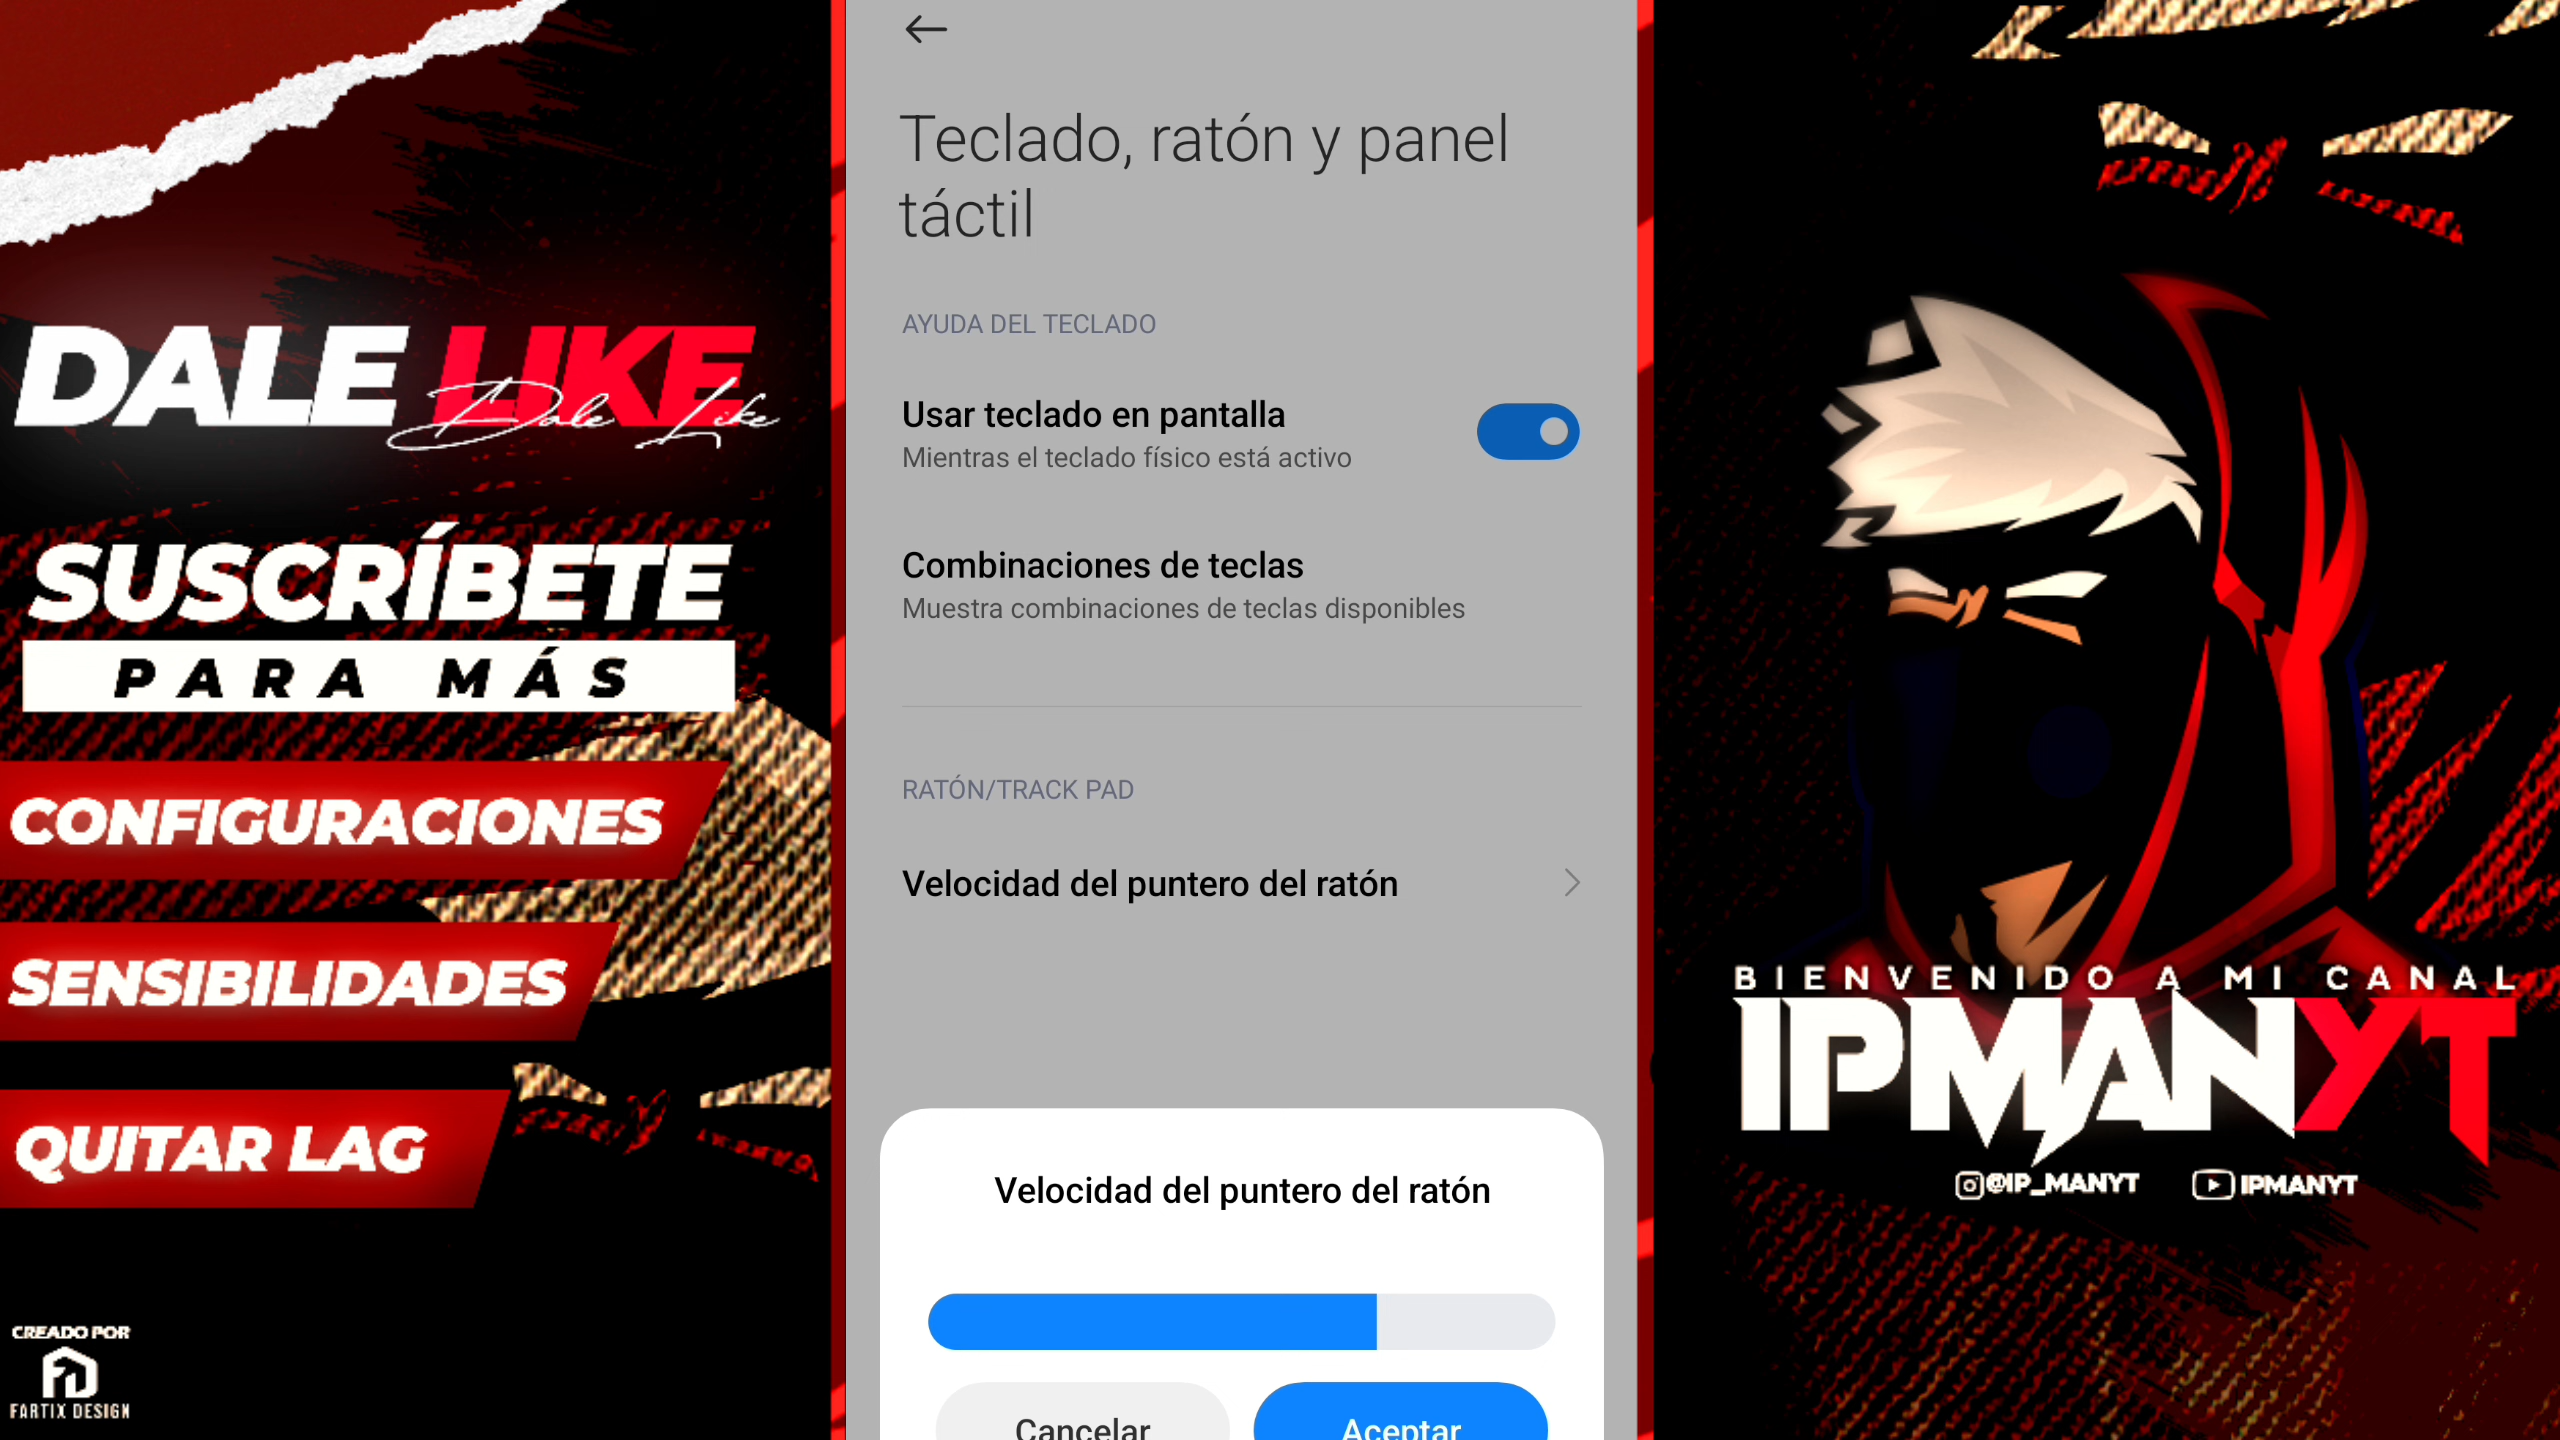 DALE LIKE
Dale Like
SUSCRÍBETE
PARA MÁS
CONFIGURACIONES
SENSIBILIDADES
QUITAR LAG
CREADO POR
FARTIX DESIGN
Teclado, ratón y panel
táctil
AYUDA DEL TECLADO
Usar teclado en pantalla
Mientras el teclado físico está activo
Combinaciones de teclas
Muestra combinaciones de teclas disponibles
RATÓN/TRACK PAD
Velocidad del puntero del ratón
Velocidad del puntero del ratón
Cancelar
Aceptar
BIENVENIDO A MI CANAL
IPMANYT
@IP_MANYT
IPMANYT